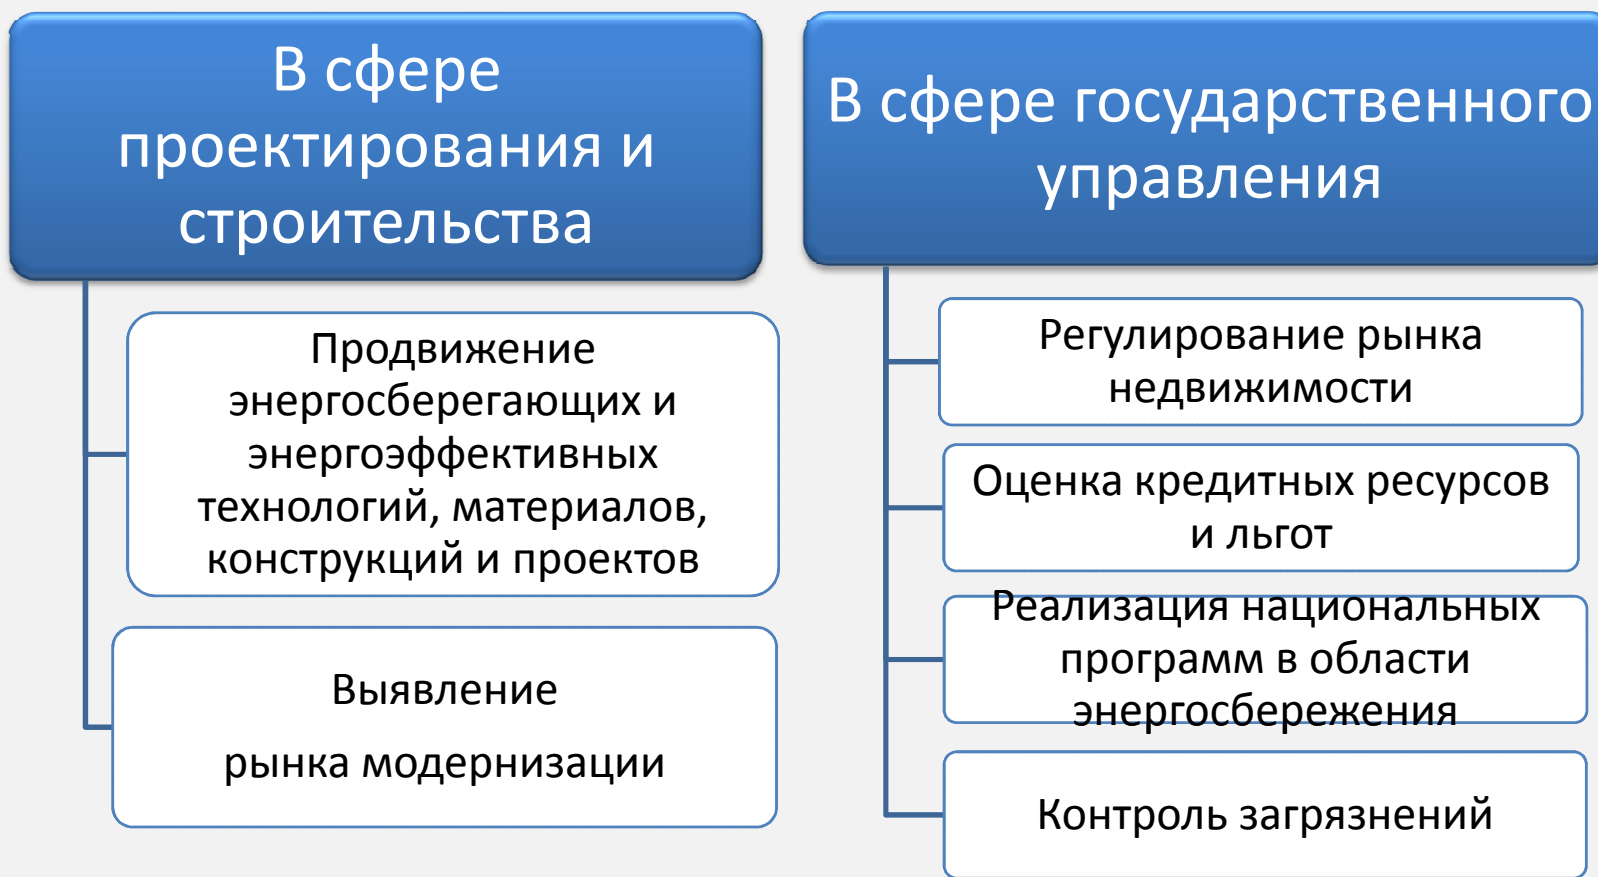 В сфере
проектирования и
строительства
Продвижение
энергосберегающих и
энергоэффективных
технологий, материалов,
конструкций и проектов
Выявление
рынка модернизации
В сфере государственного
управления
Регулирование рынка
недвижимости
Оценка кредитных ресурсов
и льгот
Реализация национальных
программ в области
энергосбережения
Контроль загрязнений